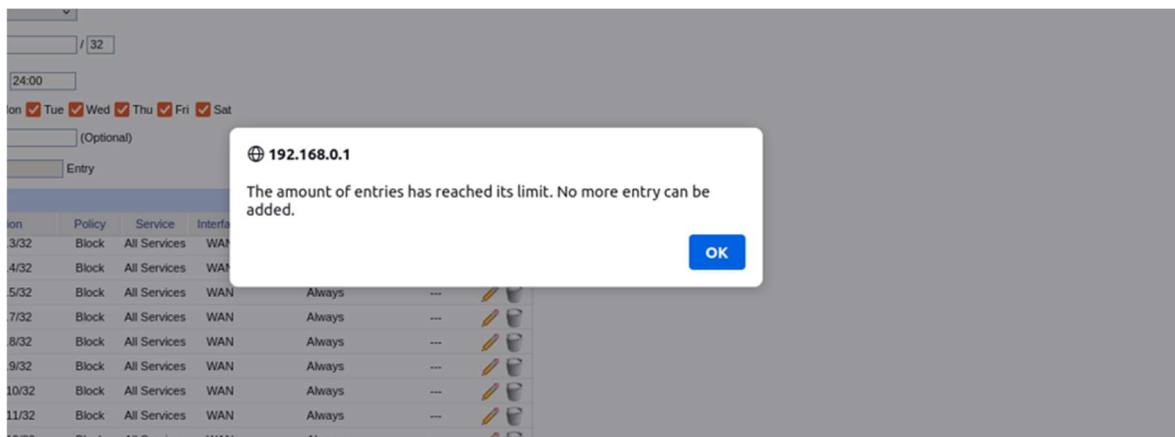 / 32
24:00
Tue Wed Thu Fri Sat
(Optional)
Entry
192.168.0.1
The amount of entries has reached its limit. No more entry can be
added.
OK
Policy Service
3/32 Block All Services
.4/32 Block All Services
.5/32 Block All Services WAN Always ---
.7/32 Block All Services WAN Always ---
.8/32 Block All Services WAN Always ---
.9/32 Block All Services WAN Always ---
10/32 Block All Services WAN Always ---
11/32 Block All Services WAN Always ---